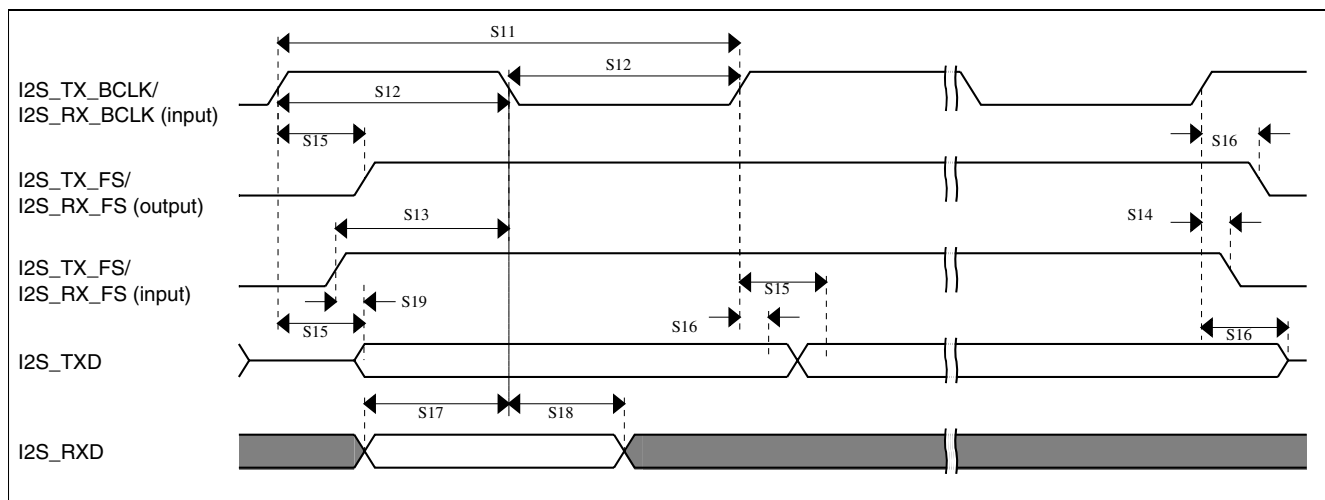 S11
S12
I2S_TX_BCLK/
I2S_RX_BCLK (input)
S12
S15
S16
I2S_TX_FS/
I2S_RX_FS (output)
S13
S14
I2S_TX_FS/
I2S_RX_FS (input)
S15
S19
S15
S16
S16
I2S_TXD
S17
S18
I2S_RXD